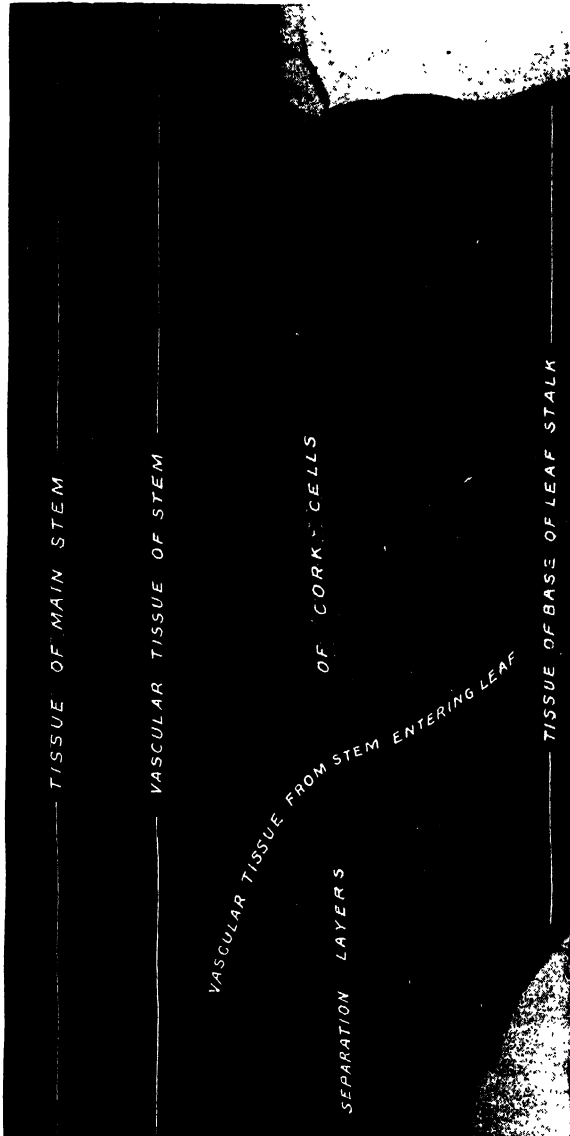 TISSUE OF MAIN STEM
VASCULAR TISSUE OF STEM
SEPARATION LAYERS OF CORKY CELLS
VASCULAR TISSUE FROM STEM ENTERING LEAF
TISSUE OF BASE OF LEAF STALK